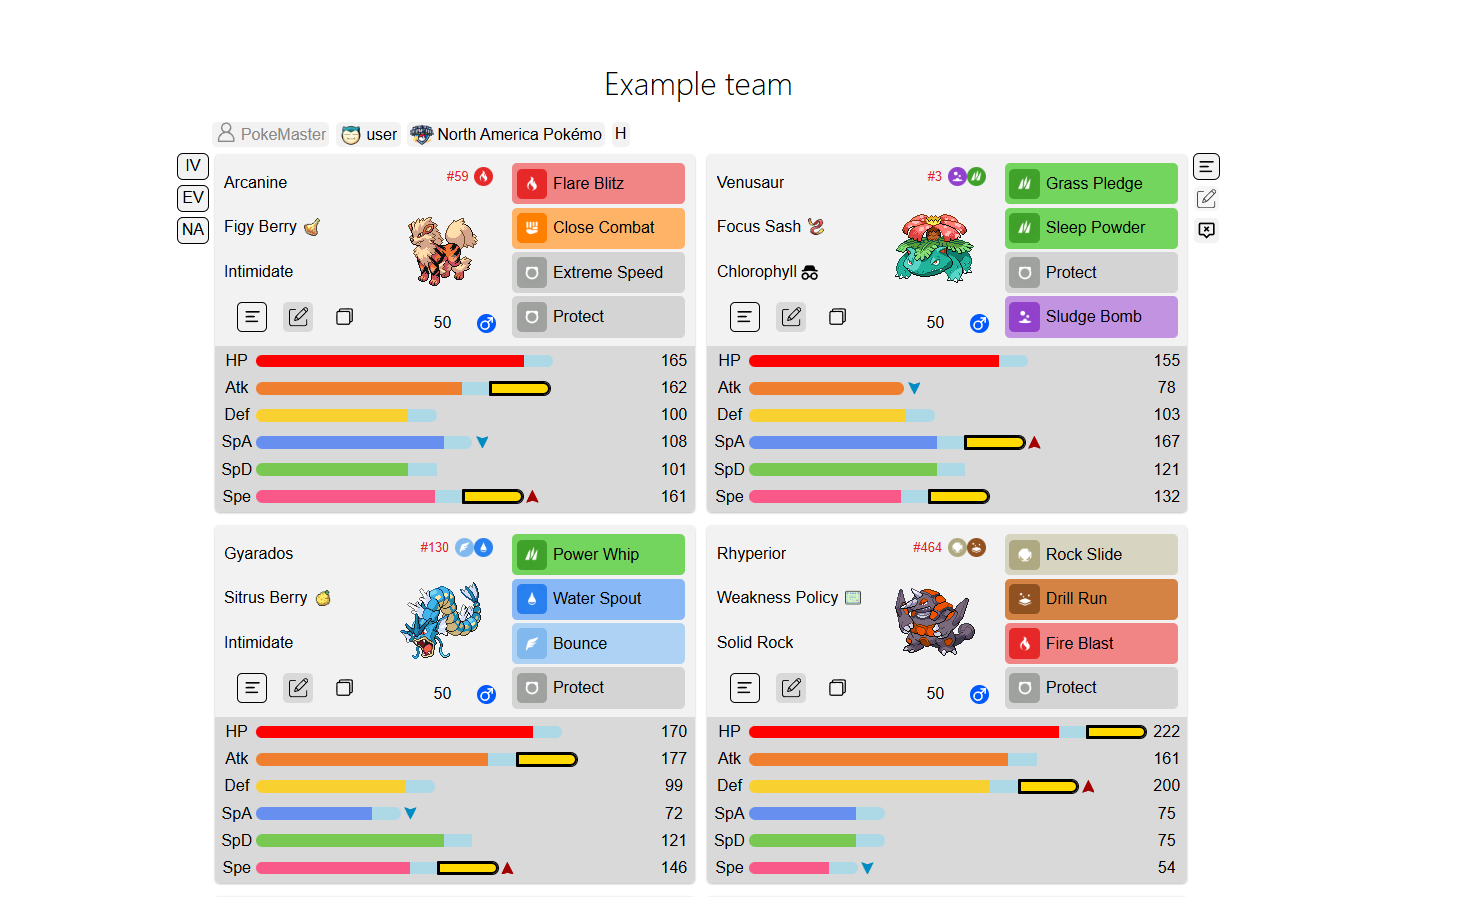 Example team
PokeMaster user North America Pokémo H
IV
EV
NA
Arcanine #59
Figy Berry
Intimidate
50
Flare Blitz
Close Combat
Extreme Speed
Protect
HP 165
Atk 162
Def 100
SpA 108
SpD 101
Spe 161
Venusaur #3
Focus Sash
Chlorophyll
50
Grass Pledge
Sleep Powder
Protect
Sludge Bomb
HP 155
Atk 78
Def 103
SpA 167
SpD 121
Spe 132
Gyarados #130
Sitrus Berry
Intimidate
50
Power Whip
Water Spout
Bounce
Protect
HP 170
Atk 177
Def 99
SpA 72
SpD 121
Spe 146
Rhyperior #464
Weakness Policy
Solid Rock
50
Rock Slide
Drill Run
Fire Blast
Protect
HP 222
Atk 161
Def 200
SpA 75
SpD 75
Spe 54